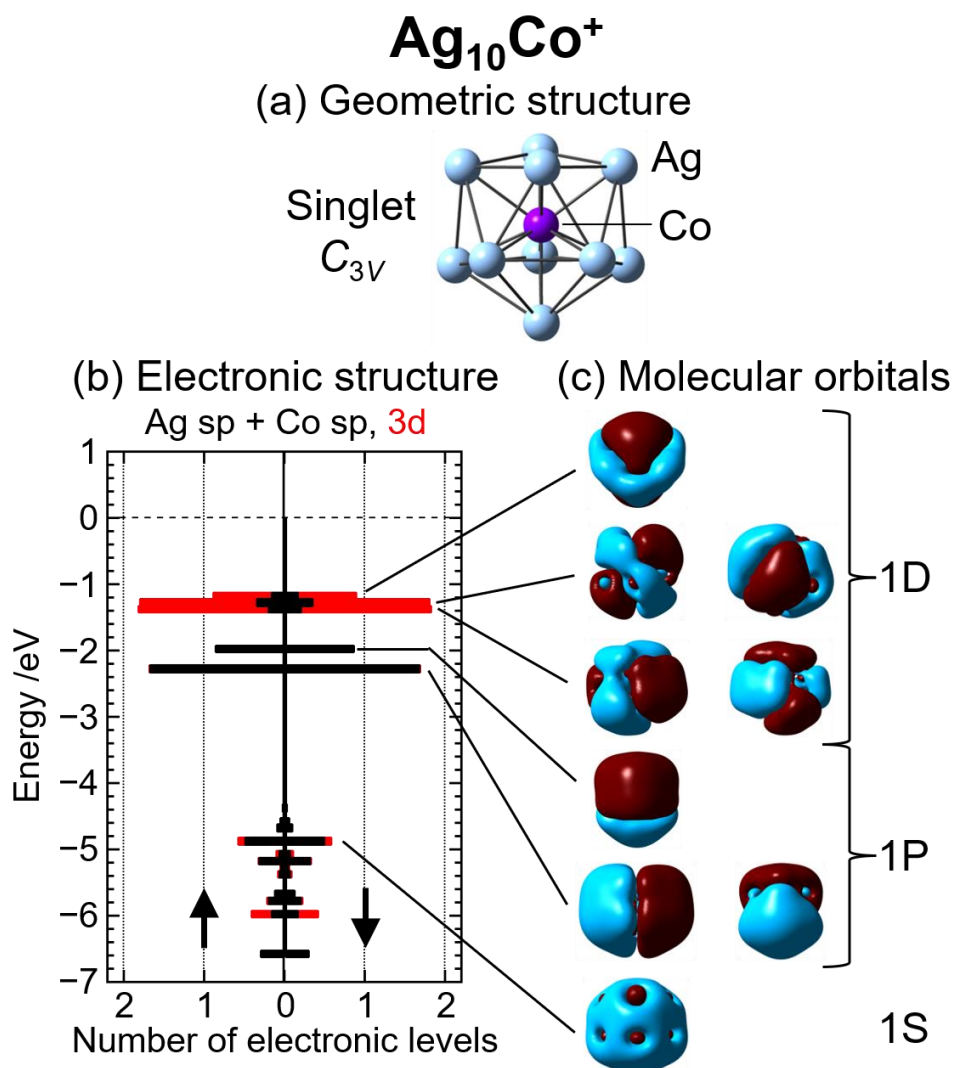 Ag₁₀Co⁺
(a) Geometric structure
Ag
Singlet
Co
C₃V
(b) Electronic structure
(c) Molecular orbitals
Ag sp + Co sp, 3d
1
0
−1
−2
−3
−4
−5
−6
−7
Energy /eV
2 1 0 1 2
Number of electronic levels
1D
1P
1S